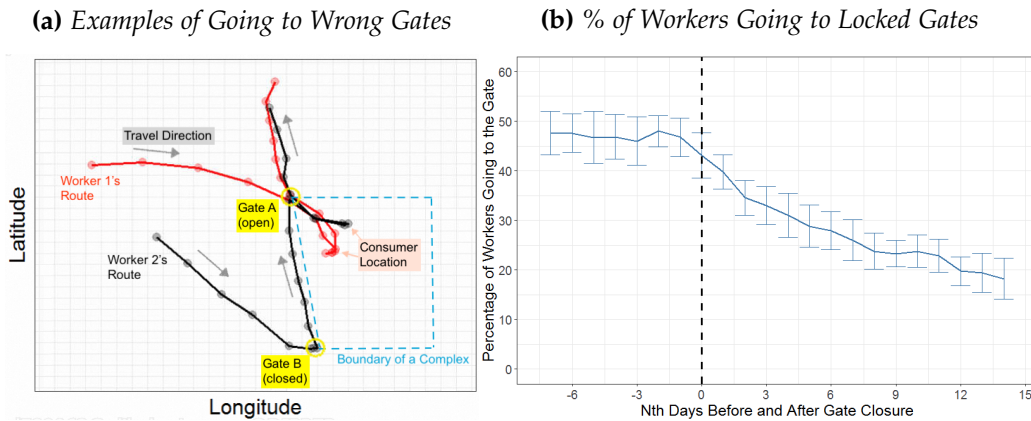 (a) Examples of Going to Wrong Gates
Latitude
Travel Direction
Worker 1's
Route
Gate A
(open)
Worker 2's
Route
Consumer
Location
Gate B
(closed)
Boundary of a Complex
Longitude
(b) % of Workers Going to Locked Gates
Percentage of Workers Going to the Gate
60
50
40
30
20
10
0
-6 -3 0 3 6 9 12 15
Nth Days Before and After Gate Closure